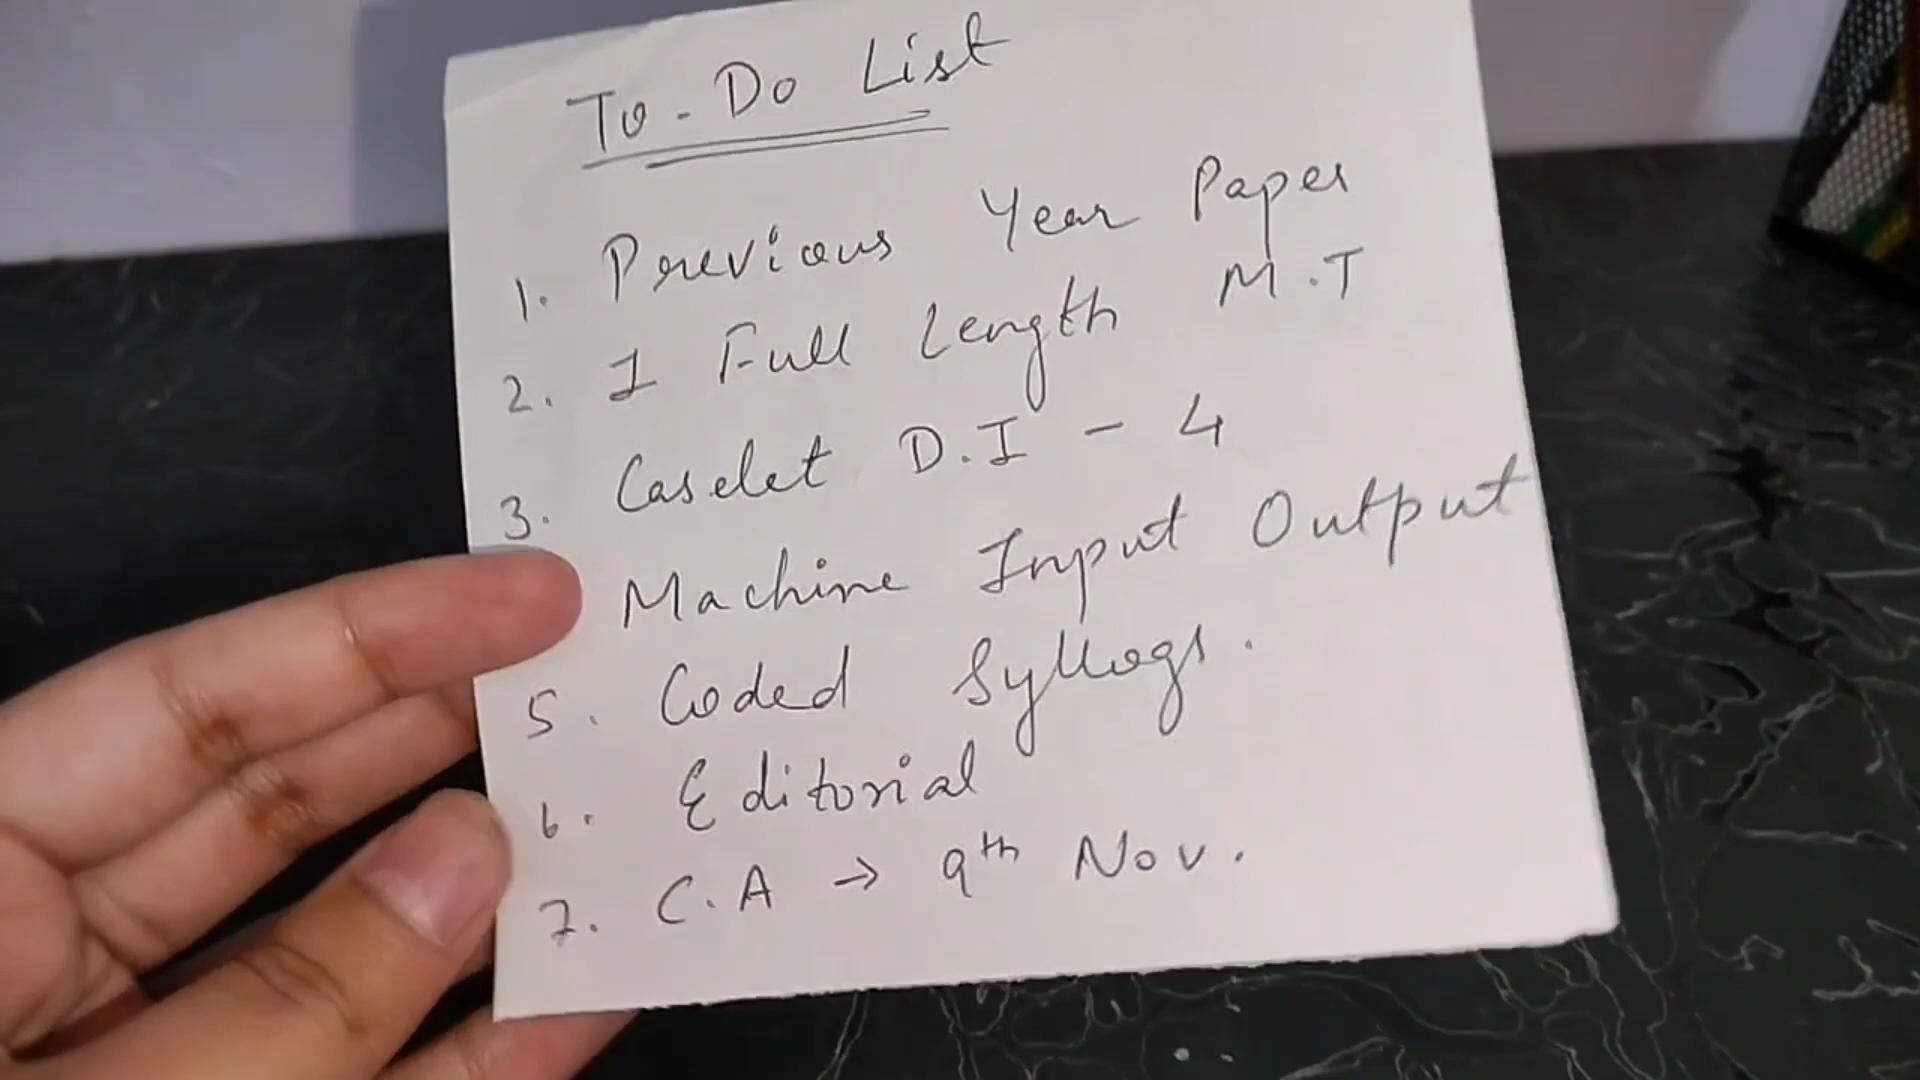 To-Do List
1. Previous Year Paper
2. 1 Full Length M.T
3. Caselet D.I - 4
Machine Input Output
5. Coded Syllogs.
6. Editorial
7. C.A → 9th Nov.